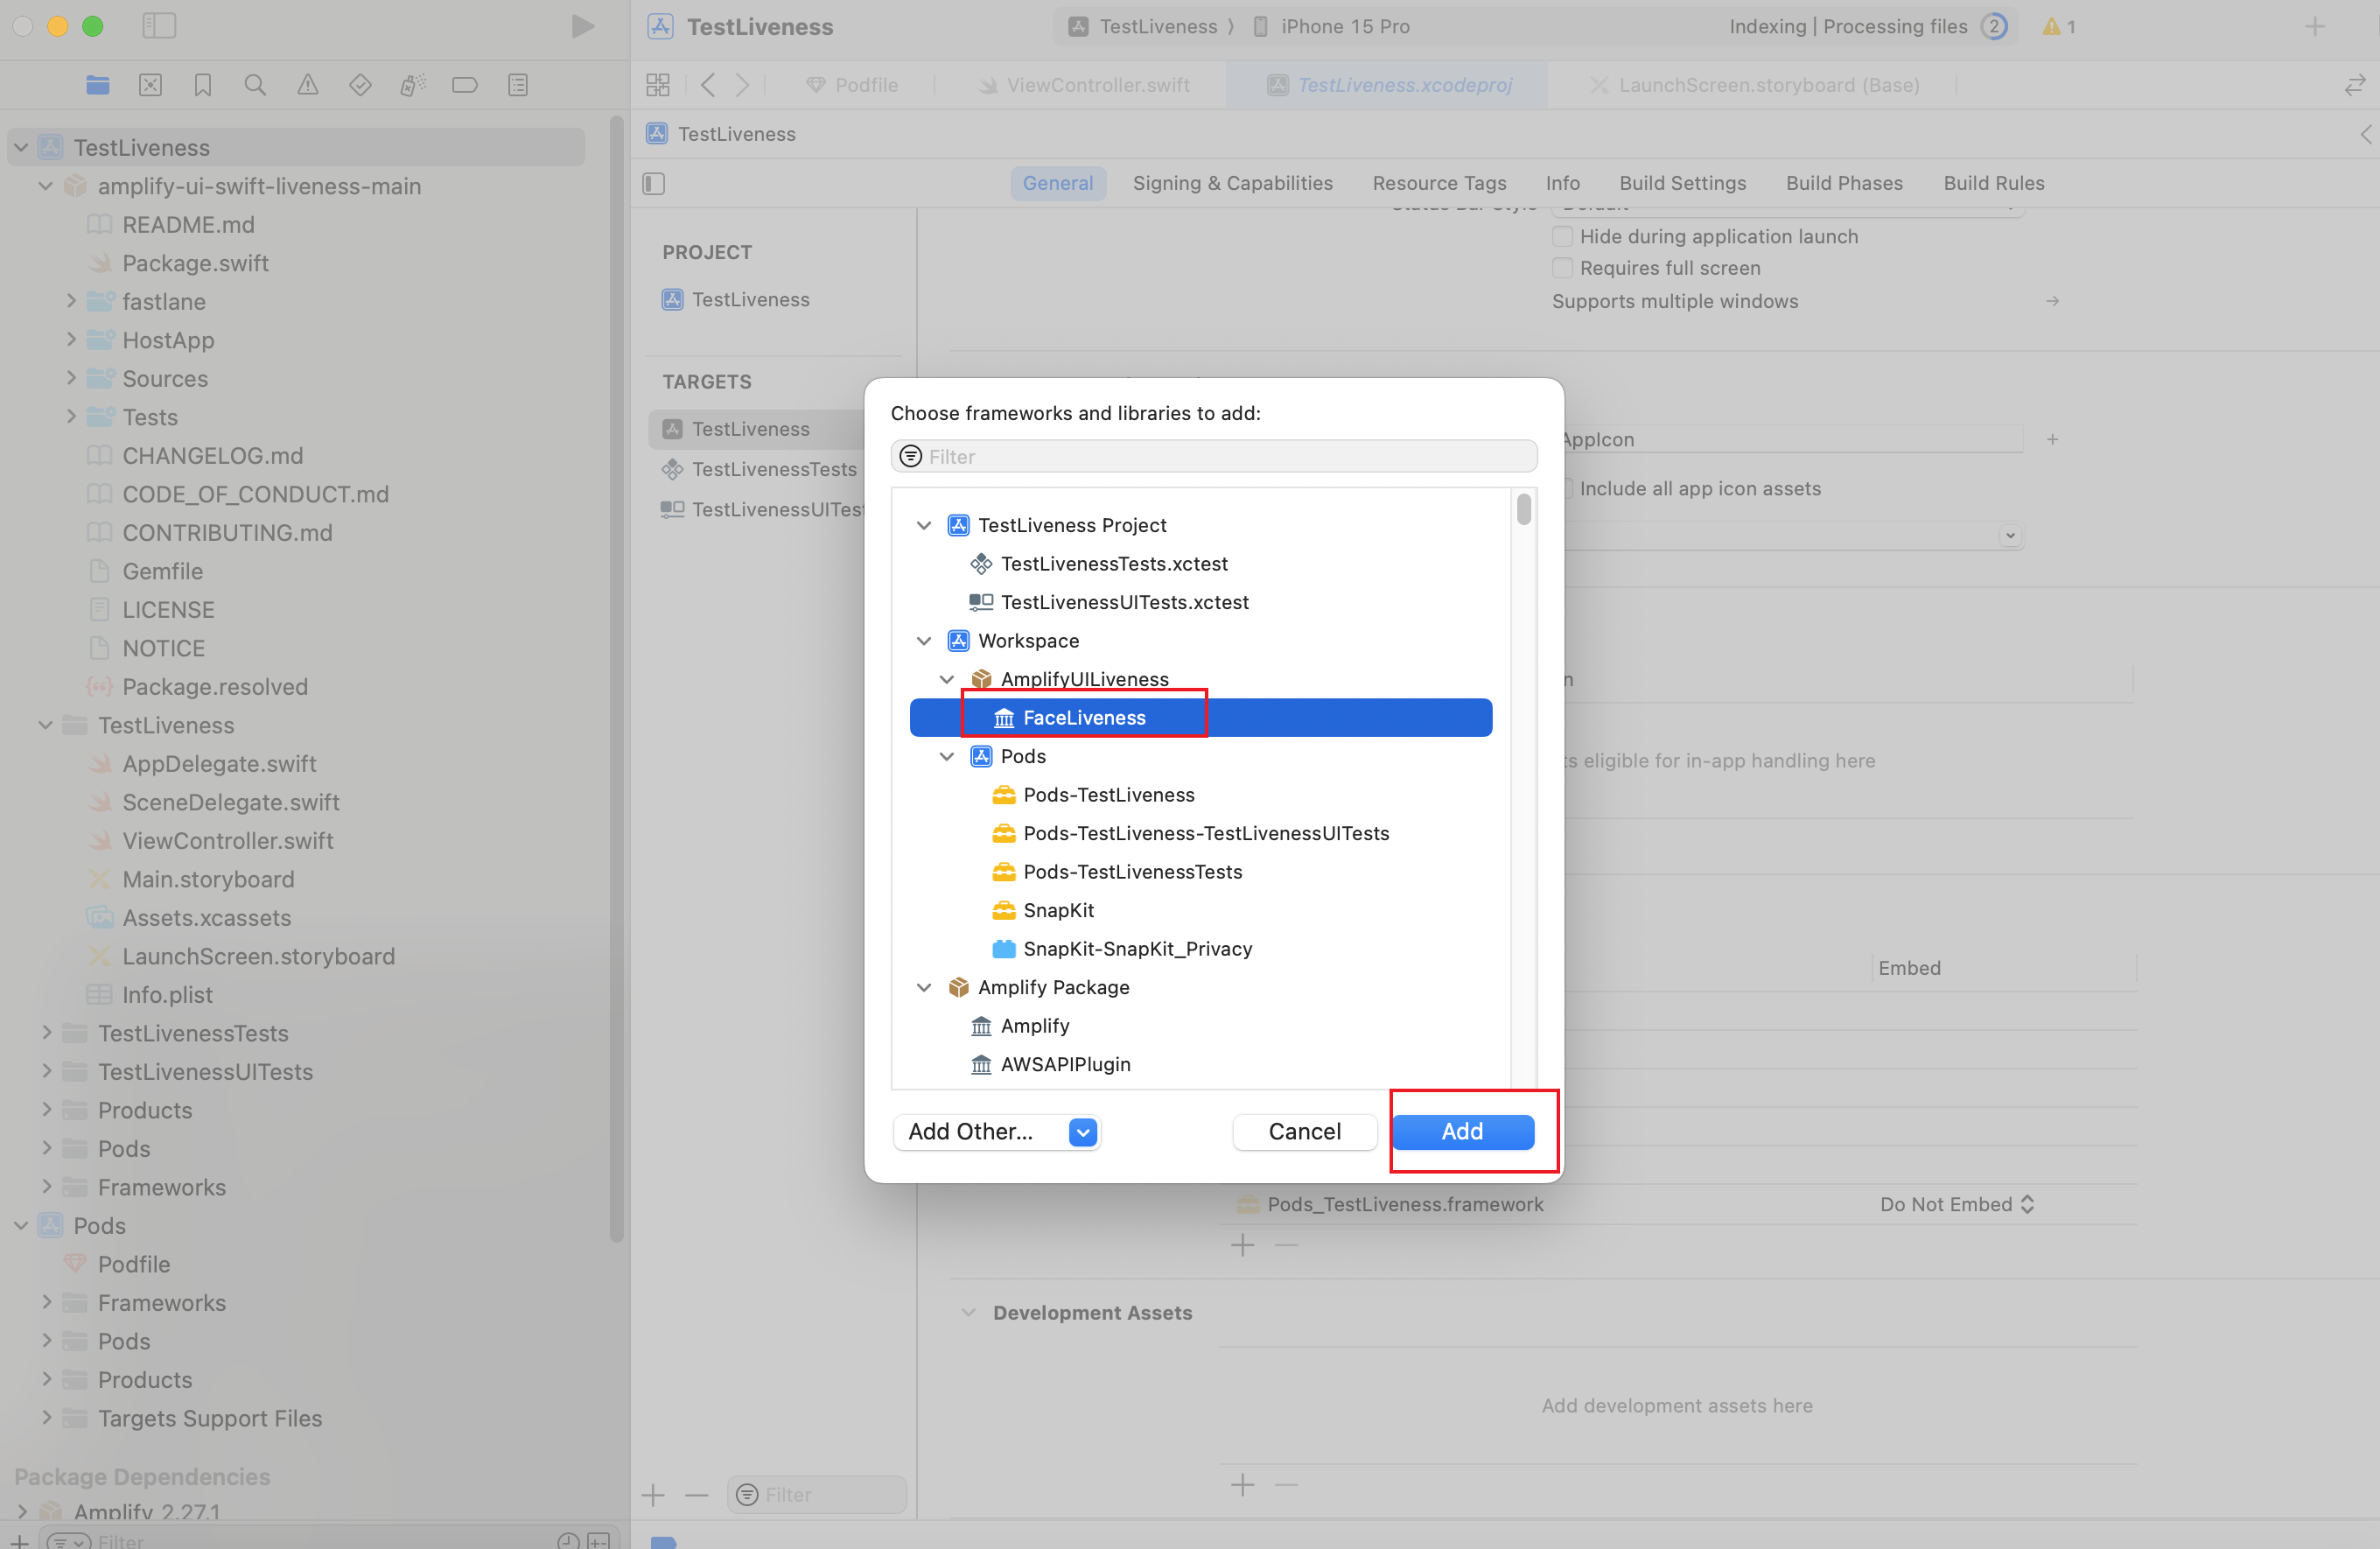 TestLiveness
TestLiveness
iPhone 15 Pro
Indexing | Processing files
2
1
Podfile
ViewController.swift
TestLiveness.xcodeproj
LaunchScreen.storyboard (Base)
TestLiveness
General
Signing & Capabilities
Resource Tags
Info
Build Settings
Build Phases
Build Rules
TestLiveness
amplify-ui-swift-liveness-main
README.md
Package.swift
fastlane
HostApp
Sources
Tests
CHANGELOG.md
CODE_OF_CONDUCT.md
CONTRIBUTING.md
Gemfile
LICENSE
NOTICE
Package.resolved
TestLiveness
AppDelegate.swift
SceneDelegate.swift
ViewController.swift
Main.storyboard
Assets.xcassets
LaunchScreen.storyboard
Info.plist
TestLivenessTests
TestLivenessUITests
Products
Pods
Frameworks
Pods
Podfile
Frameworks
Pods
Products
Targets Support Files
Package Dependencies
Amplify 2.27.1
Filter
PROJECT
TestLiveness
TARGETS
TestLiveness
TestLivenessTests
TestLivenessUITest
Filter
Status Bar Style
Default
Hide during application launch
Requires full screen
Supports multiple windows
AppIcon
Include all app icon assets
ts eligible for in-app handling here
Embed
Pods_TestLiveness.framework
Do Not Embed
Development Assets
Add development assets here
Choose frameworks and libraries to add:
Filter
TestLiveness Project
TestLivenessTests.xctest
TestLivenessUITests.xctest
Workspace
AmplifyUILiveness
FaceLiveness
Pods
Pods-TestLiveness
Pods-TestLiveness-TestLivenessUITests
Pods-TestLivenessTests
SnapKit
SnapKit-SnapKit_Privacy
Amplify Package
Amplify
AWSAPIPlugin
Add Other...
Cancel
Add